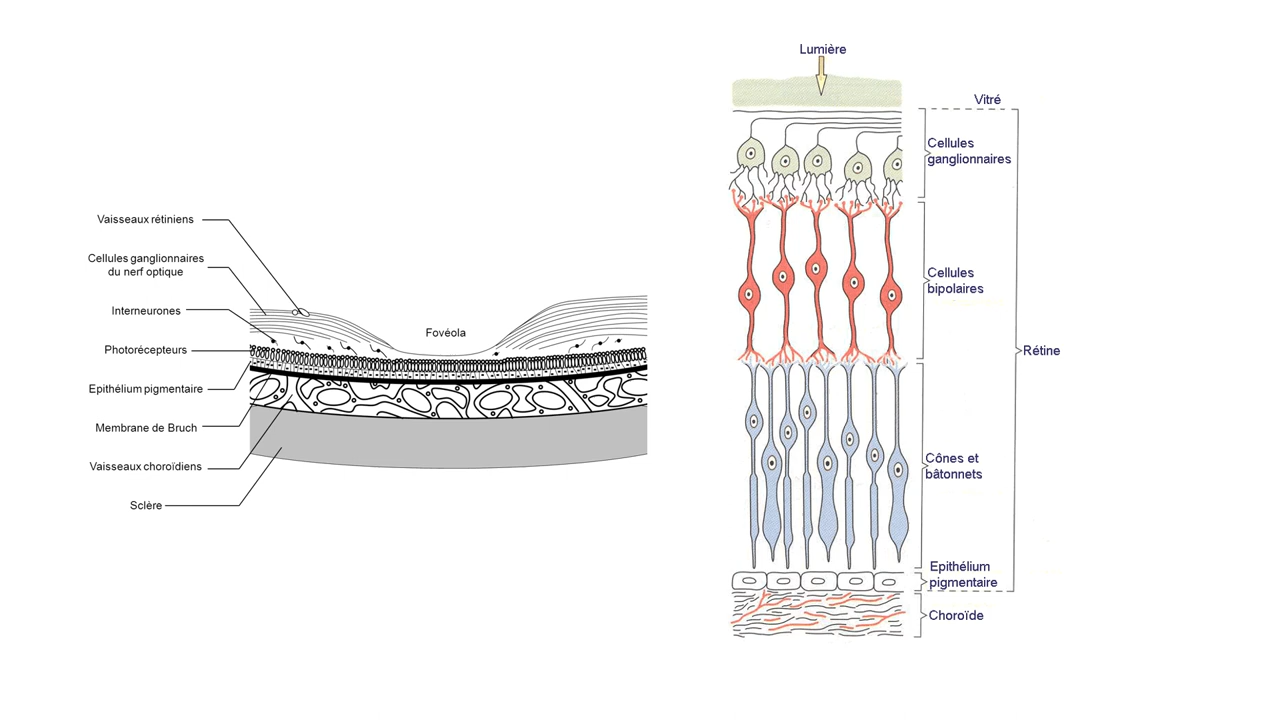 Vaisseaux rétiniens
Cellules ganglionnaires
du nerf optique
Interneurones
Photorécepteurs
Epithélium pigmentaire
Membrane de Bruch
Vaisseaux choroïdiens
Sclère
Fovéola
Lumière
Vitré
Cellules
ganglionnaires
Cellules
bipolaires
Rétine
Cônes et
bâtonnets
Epithélium
pigmentaire
Choroïde